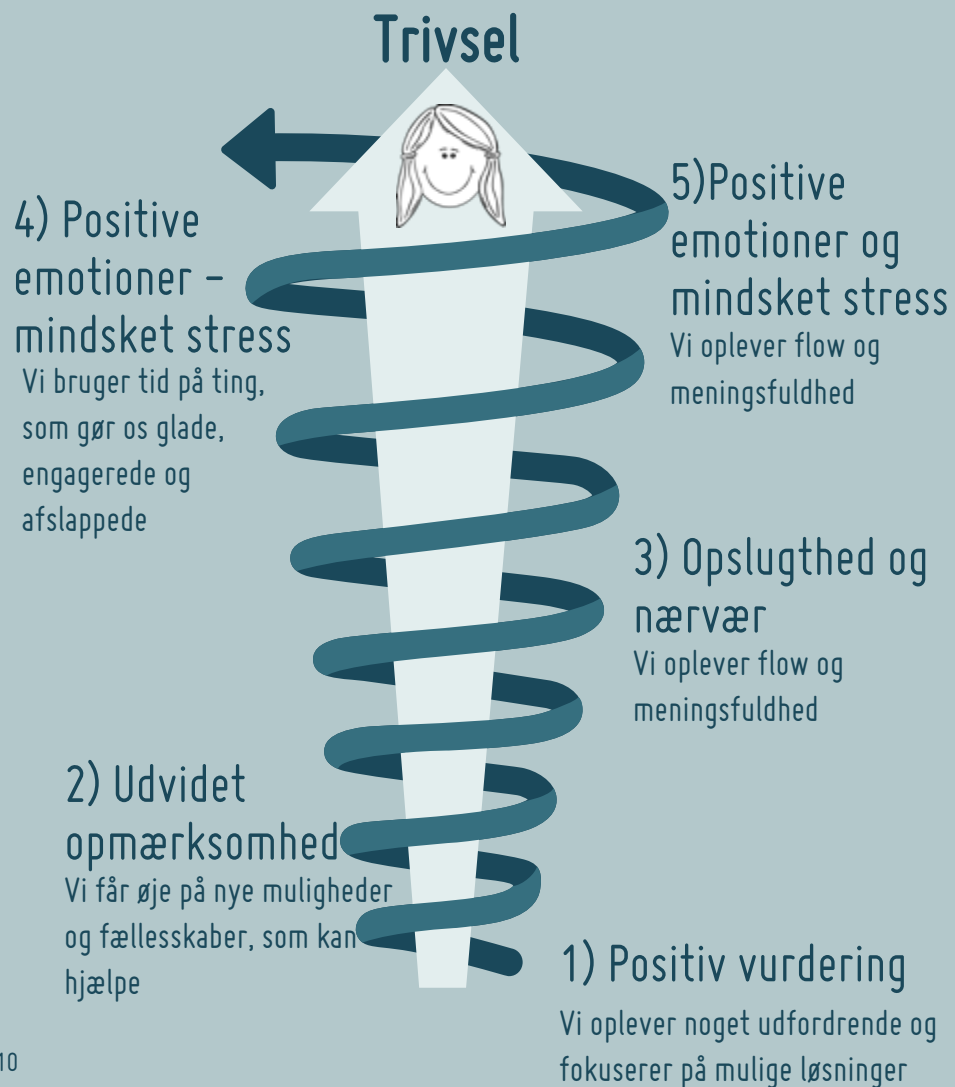 Trivsel
5)Positive
emotioner og
mindsket stress
Vi oplever flow og
meningsfuldhed
4) Positive
emotioner –
mindsket stress
Vi bruger tid på ting,
som gør os glade,
engagerede og
afslappede
3) Opslugthed og
nærvær
Vi oplever flow og
meningsfuldhed
2) Udvidet
opmærksomhed
Vi får øje på nye muligheder
og fællesskaber, som kan
hjælpe
1) Positiv vurdering
Vi oplever noget udfordrende og
fokuserer på mulige løsninger
10